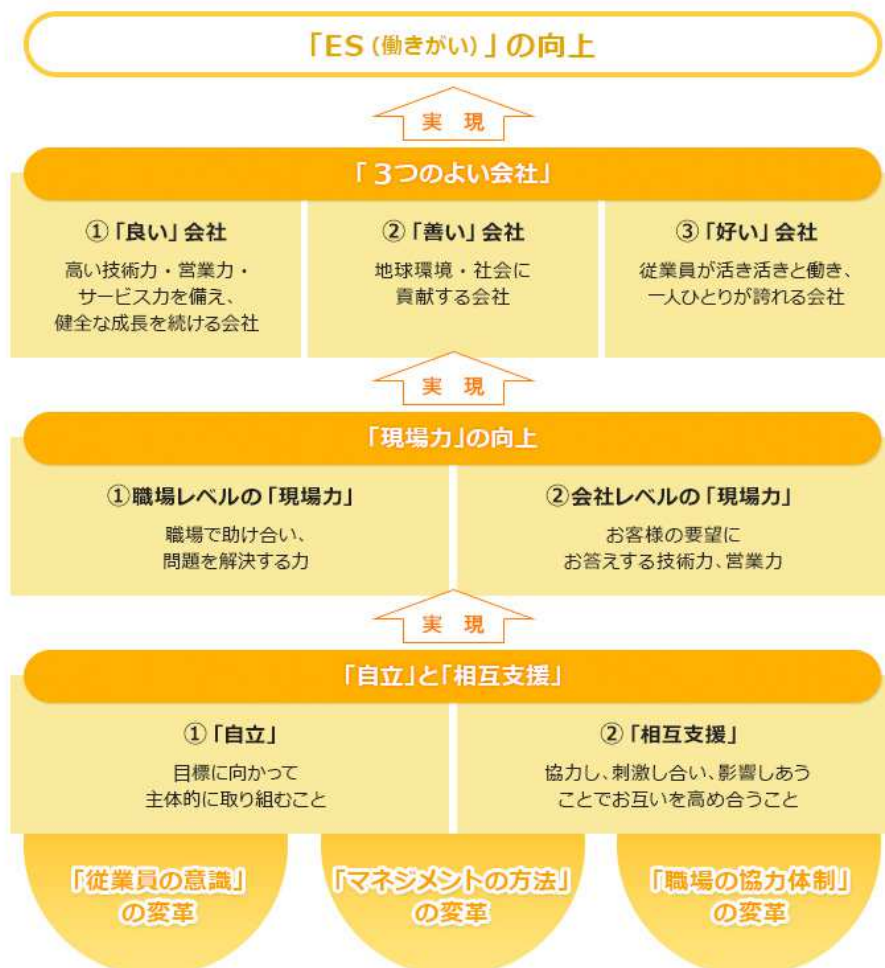 「ES（働きがい）」の向上
実 現
「3つのよい会社」
①「良い」会社
高い技術力・営業力・
サービス力を備え、
健全な成長を続ける会社
②「善い」会社
地球環境・社会に
貢献する会社
③「好い」会社
従業員が活き活きと働き、
一人ひとりが誇れる会社
実 現
「現場力」の向上
①職場レベルの「現場力」
職場で助け合い、
問題を解決する力
②会社レベルの「現場力」
お客様の要望に
お答えする技術力、営業力
実 現
「自立」と「相互支援」
①「自立」
目標に向かって
主体的に取り組むこと
②「相互支援」
協力し、刺激し合い、影響しあう
ことでお互いを高め合うこと
「従業員の意識」
の変革
「マネジメントの方法」
の変革
「職場の協力体制」
の変革